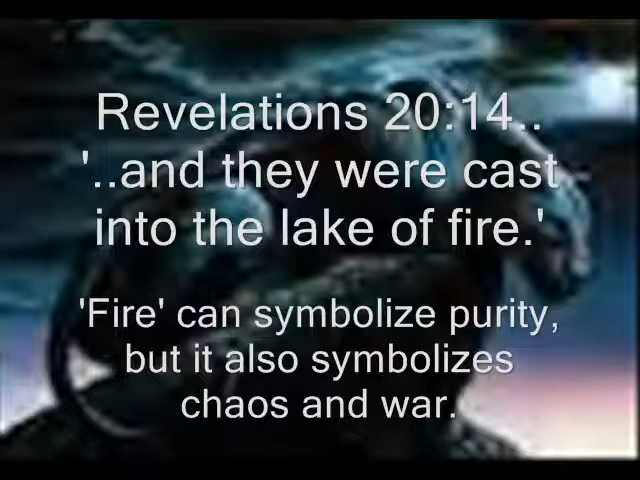 Revelations 20:14..
'..and they were cast
into the lake of fire.'
'Fire' can symbolize purity,
but it also symbolizes
chaos and war.